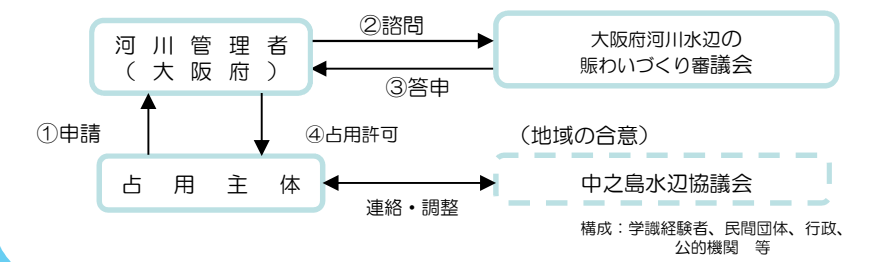 ②諮問
河川管理者
（大阪府）
大阪府河川水辺の
賑わいづくり審議会
③答申
①申請
④占用許可
（地域の合意）
占用主体
中之島水辺協議会
連絡・調整
構成：学識経験者、民間団体、行政、
公的機関　等